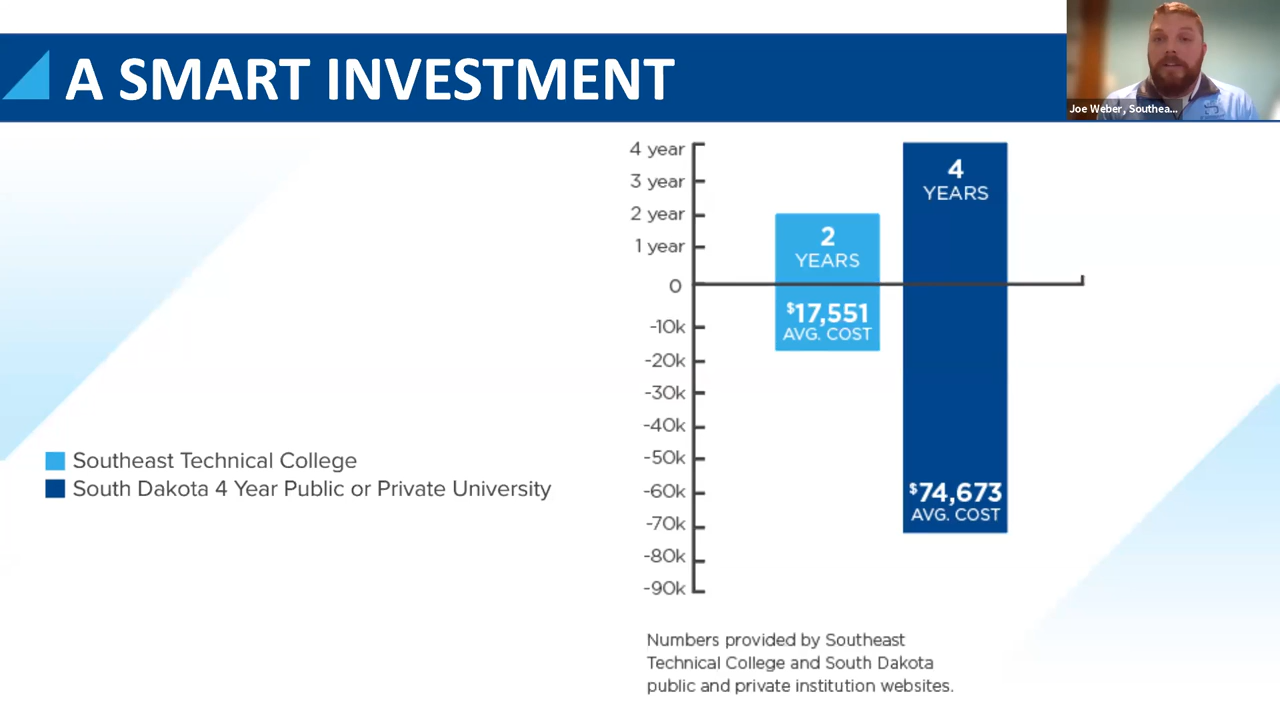 A SMART INVESTMENT
Joe Weber, Southea...
4 year
3 year
2 year
1 year
0
-10k
-20k
-30k
-40k
-50k
-60k
-70k
-80k
-90k
2
YEARS
$17,551
AVG. COST
4
YEARS
$74,673
AVG. COST
Southeast Technical College
South Dakota 4 Year Public or Private University
Numbers provided by Southeast
Technical College and South Dakota
public and private institution websites.